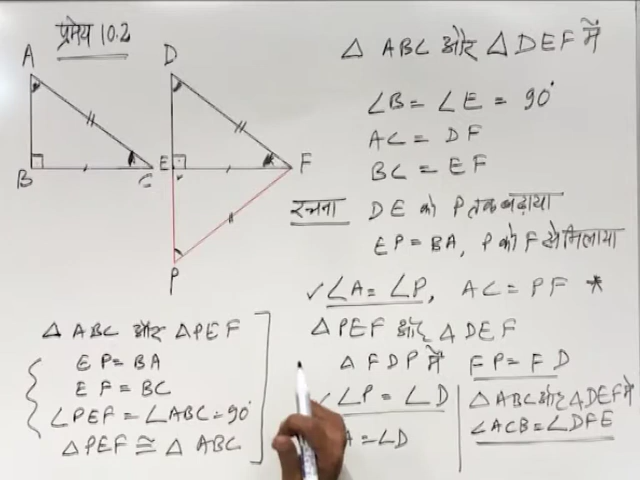 प्रमेय 10.2
A
B
C
D
E
F
P
△ ABC और △ DEF में
∠B = ∠E = 90°
AC = DF
BC = EF
रचना DE को P तक बढ़ाया
EP = BA, P को F से मिलाया
✓∠A = ∠P, AC = PF *
△ ABC और △PEF
EP = BA
EF = BC
∠PEF = ∠ABC = 90°
△PEF ≅ △ ABC
△PEF और △ DEF
△ FDP में FP = FD
✓ ∠P = ∠D
A = ∠D
△ABC और △DEF में
∠ACB = ∠DFE